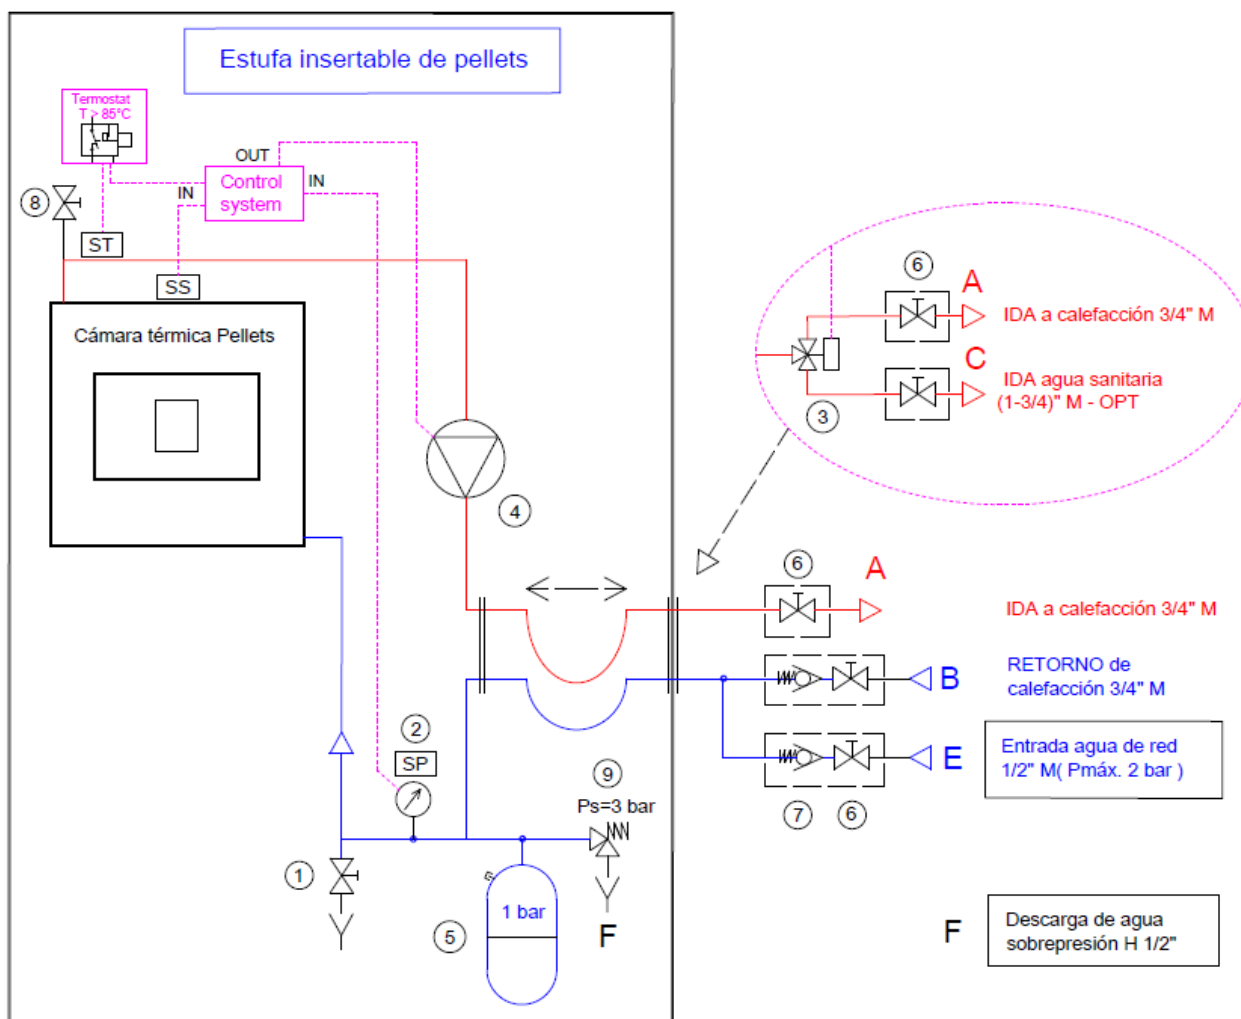 Estufa insertable de pellets
Termostat
T > 85°C
OUT
IN
Control
system
IN
8
ST
SS
Cámara térmica Pellets
4
2
SP
9
Ps=3 bar
1
1 bar
5
F
6
A
IDA a calefacción 3/4" M
C
IDA agua sanitaria
(1-3/4)" M - OPT
3
6
A
IDA a calefacción 3/4" M
B
RETORNO de
calefacción 3/4" M
E
Entrada agua de red
1/2" M( Pmáx. 2 bar )
7
6
F
Descarga de agua
sobrepresión H 1/2"